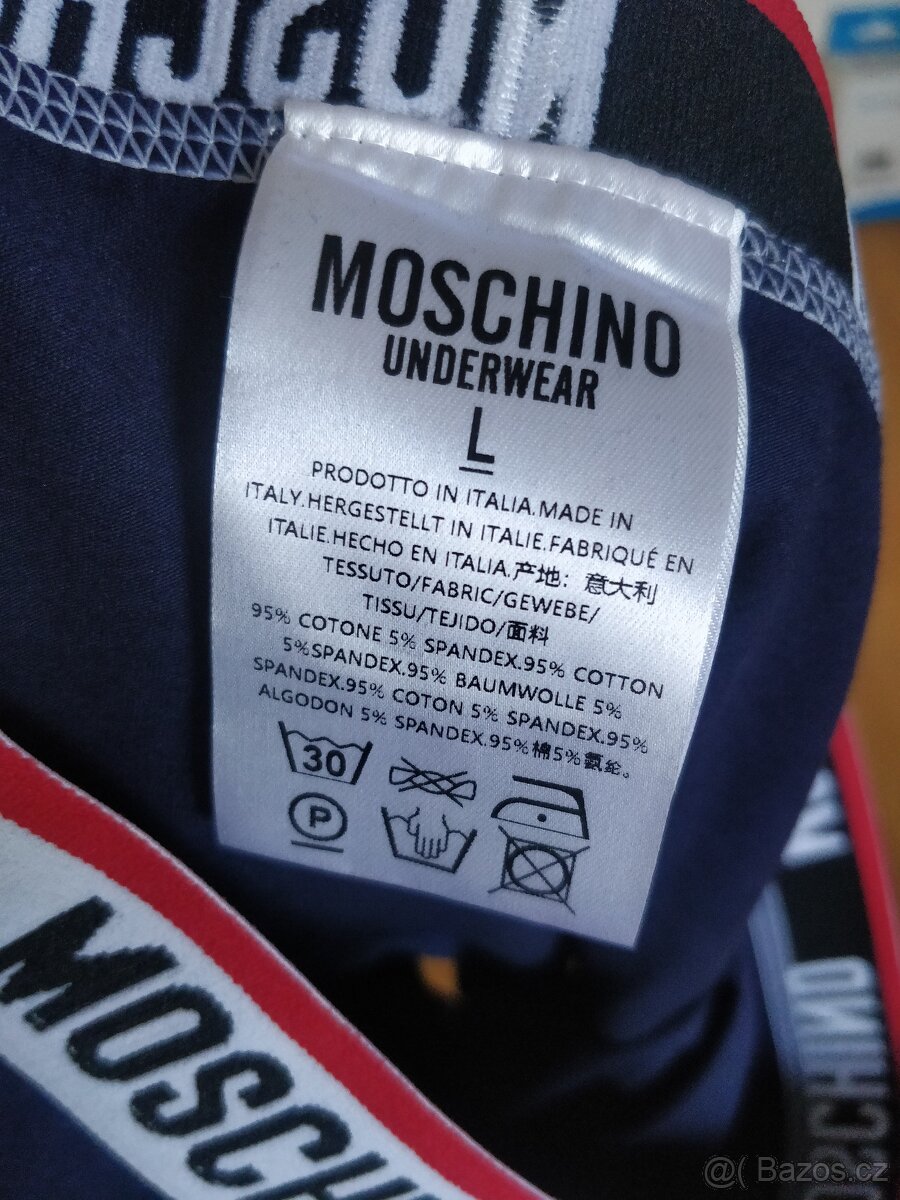 MOSCHINO
MOSCHINO
UNDERWEAR
L
PRODOTTO IN ITALIA.MADE IN
ITALY.HERGESTELLT IN ITALIE.FABRIQUÉ EN
ITALIE.HECHO EN ITALIA.产地：意大利
TESSUTO/FABRIC/GEWEBE/
TISSU/TEJIDO/面料
95% COTONE 5% SPANDEX.95% COTTON
5%SPANDEX.95% BAUMWOLLE 5%
SPANDEX.95% COTON 5% SPANDEX.95%
ALGODON 5% SPANDEX.95%棉5%氨纶。
30
P
MOSCH
SCHINO
@( Bazos.cz